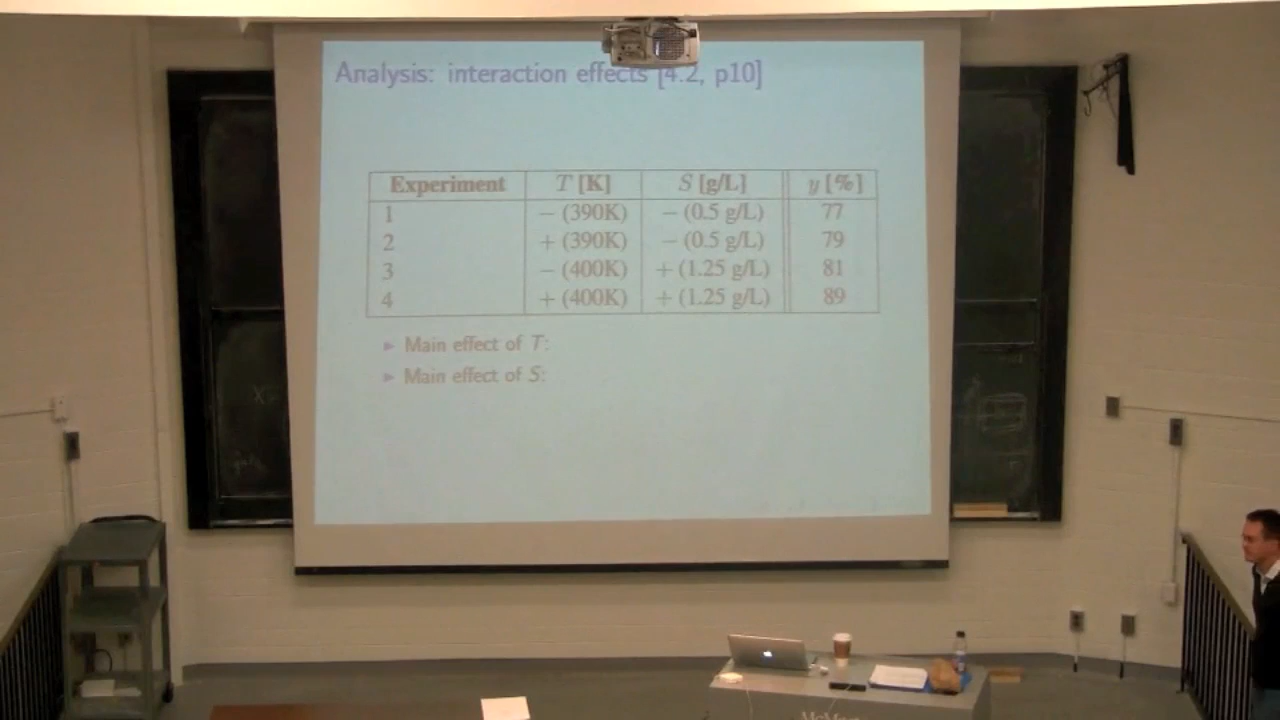 Analysis: interaction effects [4.2, p10]
Experiment T [K] S [g/L] y [%]
1 − (390K) − (0.5 g/L) 77
2 + (390K) − (0.5 g/L) 79
3 − (400K) + (1.25 g/L) 81
4 + (400K) + (1.25 g/L) 89
► Main effect of T:
► Main effect of S: